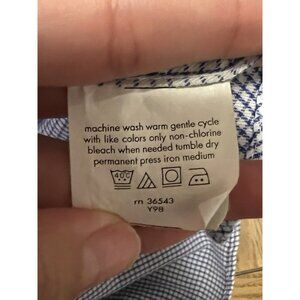 machine wash warm gentle cycle
with like colors only non-chlorine
bleach when needed tumble dry
permanent press iron medium
40C
rn 36543
Y98